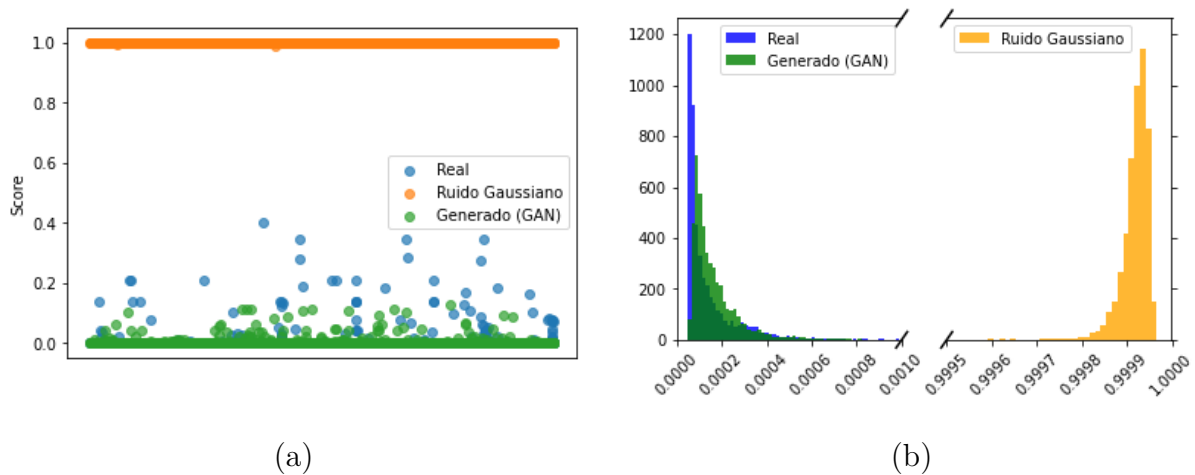 1.0
0.8
0.6
0.4
0.2
0.0
Score
Real
Ruido Gaussiano
Generado (GAN)
(a)
1200
1000
800
600
400
200
0
Real
Generado (GAN)
Ruido Gaussiano
0.0000
0.0002
0.0004
0.0006
0.0008
0.0010
0.9995
0.9996
0.9997
0.9998
0.9999
1.0000
(b)